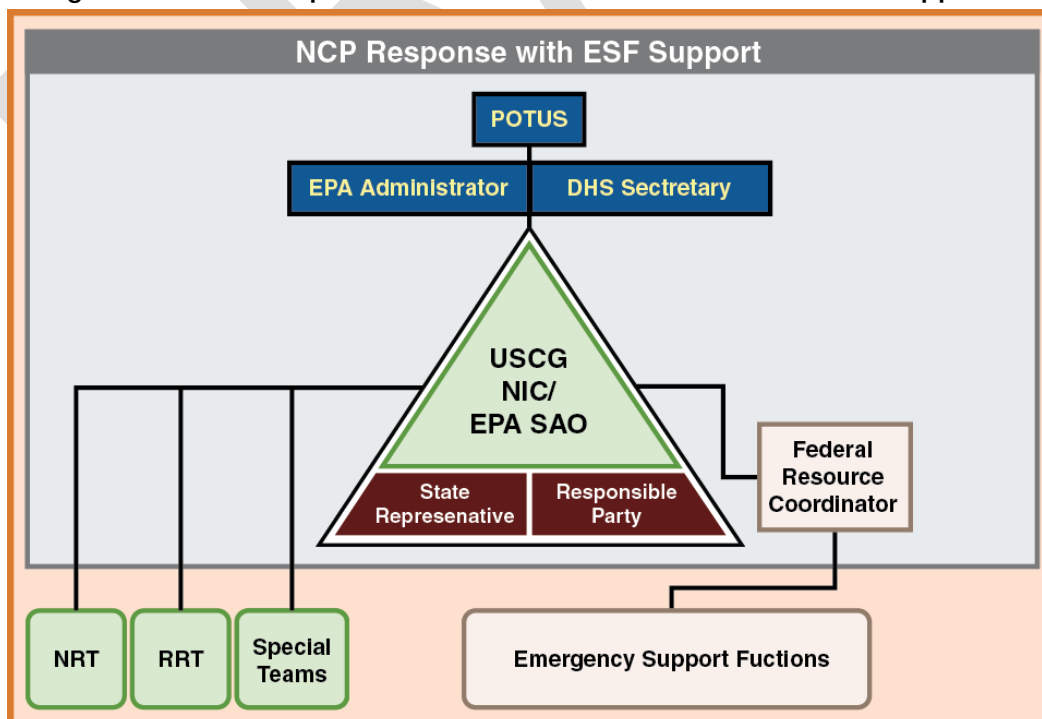 NCP Response with ESF Support
POTUS
EPA Administrator
DHS Sectretary
USCG
NIC/
EPA SAO
State
Represenative
Responsible
Party
Federal
Resource
Coordinator
NRT
RRT
Special
Teams
Emergency Support Fuctions